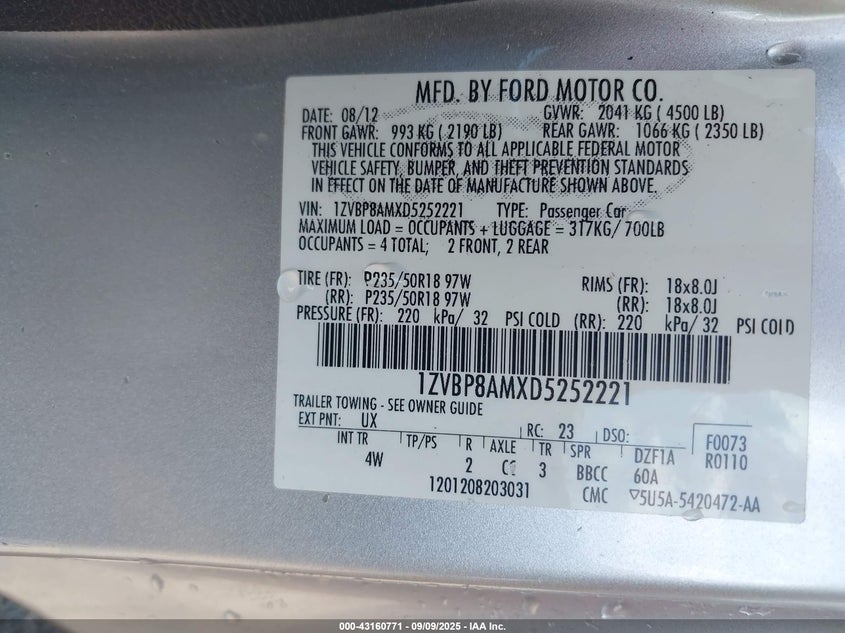 MFD. BY FORD MOTOR CO.
DATE: 08/12 GVWR: 2041 KG ( 4500 LB)
FRONT GAWR: 993 KG ( 2190 LB) REAR GAWR: 1066 KG ( 2350 LB)
THIS VEHICLE CONFORMS TO ALL APPLICABLE FEDERAL MOTOR
VEHICLE SAFETY, BUMPER, AND THEFT PREVENTION STANDARDS
IN EFFECT ON THE DATE OF MANUFACTURE SHOWN ABOVE.
VIN: 1ZVBP8AMXD5252221 TYPE: Passenger Car
MAXIMUM LOAD = OCCUPANTS + LUGGAGE = 317KG/ 700LB
OCCUPANTS = 4 TOTAL; 2 FRONT, 2 REAR
TIRE (FR): P235/50R18 97W RIMS (FR): 18x8.0J
(RR): P235/50R18 97W (RR): 18x8.0J
PRESSURE (FR): 220 kPa/ 32 PSI COLD (RR): 220 kPa/ 32 PSI COLD
1ZVBP8AMXD5252221
TRAILER TOWING - SEE OWNER GUIDE
EXT PNT: UX RC: 23 DSO: F0073
INT TR TP/PS R AXLE TR SPR DZF1A R0110
4W 2 3 BBCC 60A
1201208203031 CMC ▽5U5A-5420472-AA
000-43160771 - 09/09/2025 - IAA Inc.